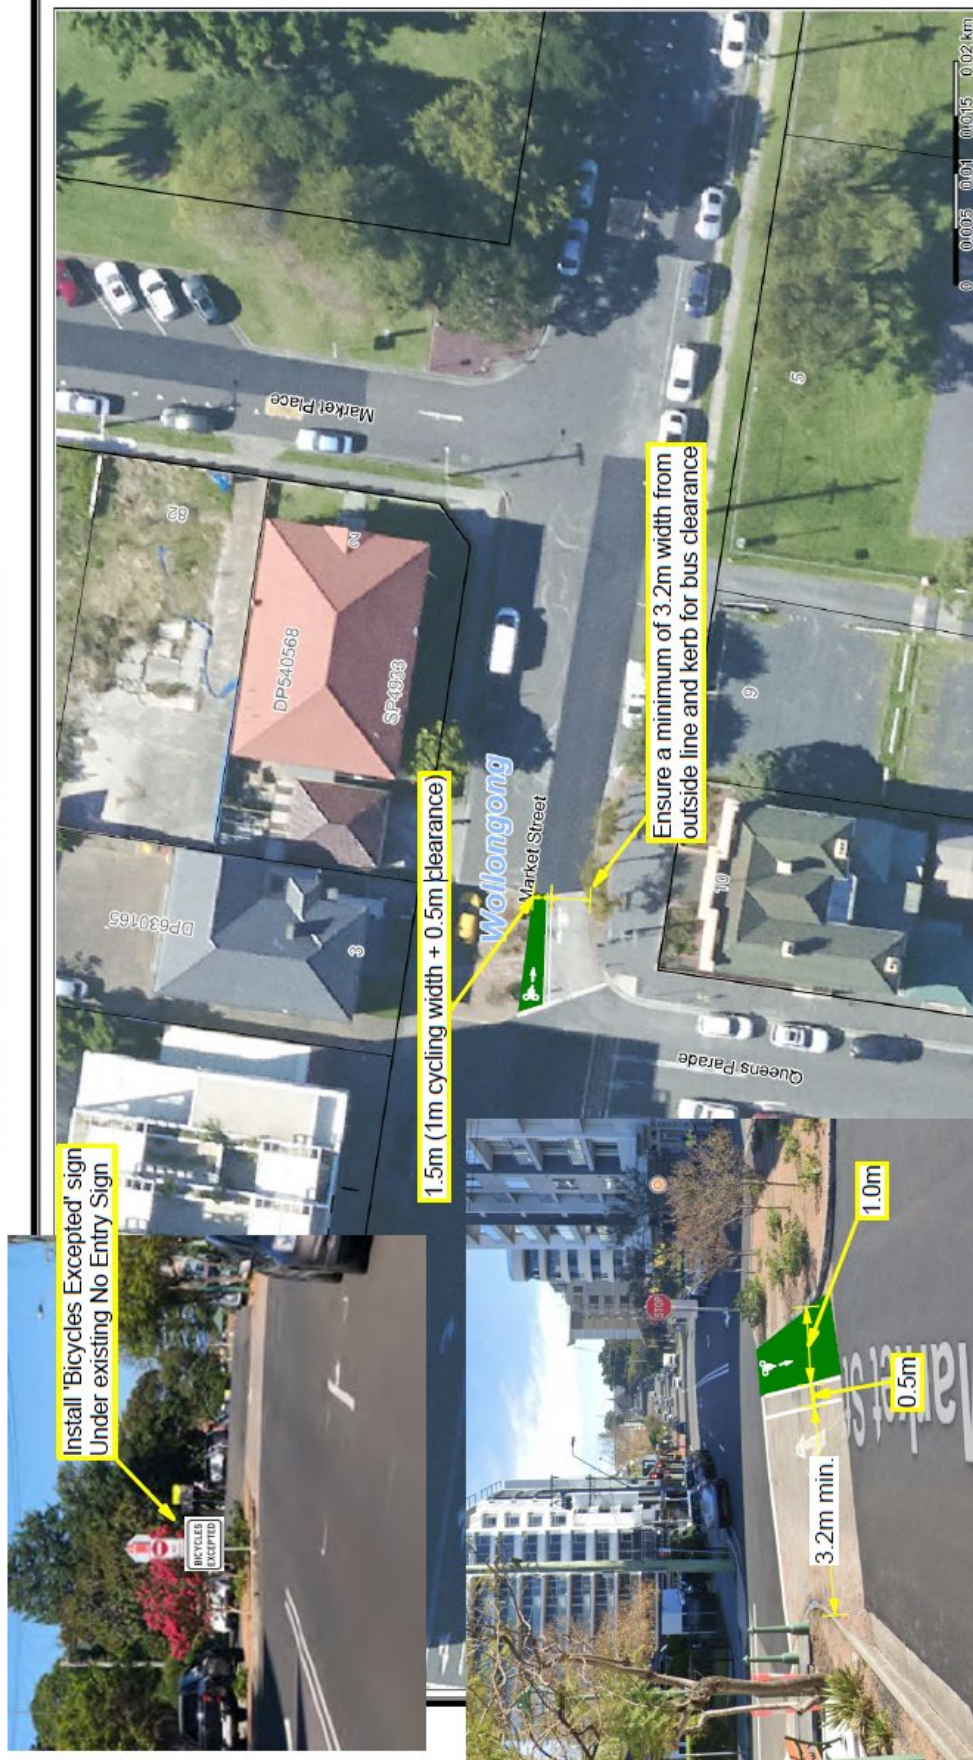 Install 'Bicycles Excepted' sign
Under existing No Entry Sign
BICYCLES
EXCEPTED
1.5m (1m cycling width + 0.5m clearance)
Ensure a minimum of 3.2m width from
outside line and kerb for bus clearance
Wollongong
Market Street
Market Place
Queens Parade
DP630165
DP540568
SP4933
82
2
3
10
9
5
STOP
3.2m min.
0.5m
1.0m
0 0.005 0.01 0.015 0.02 km